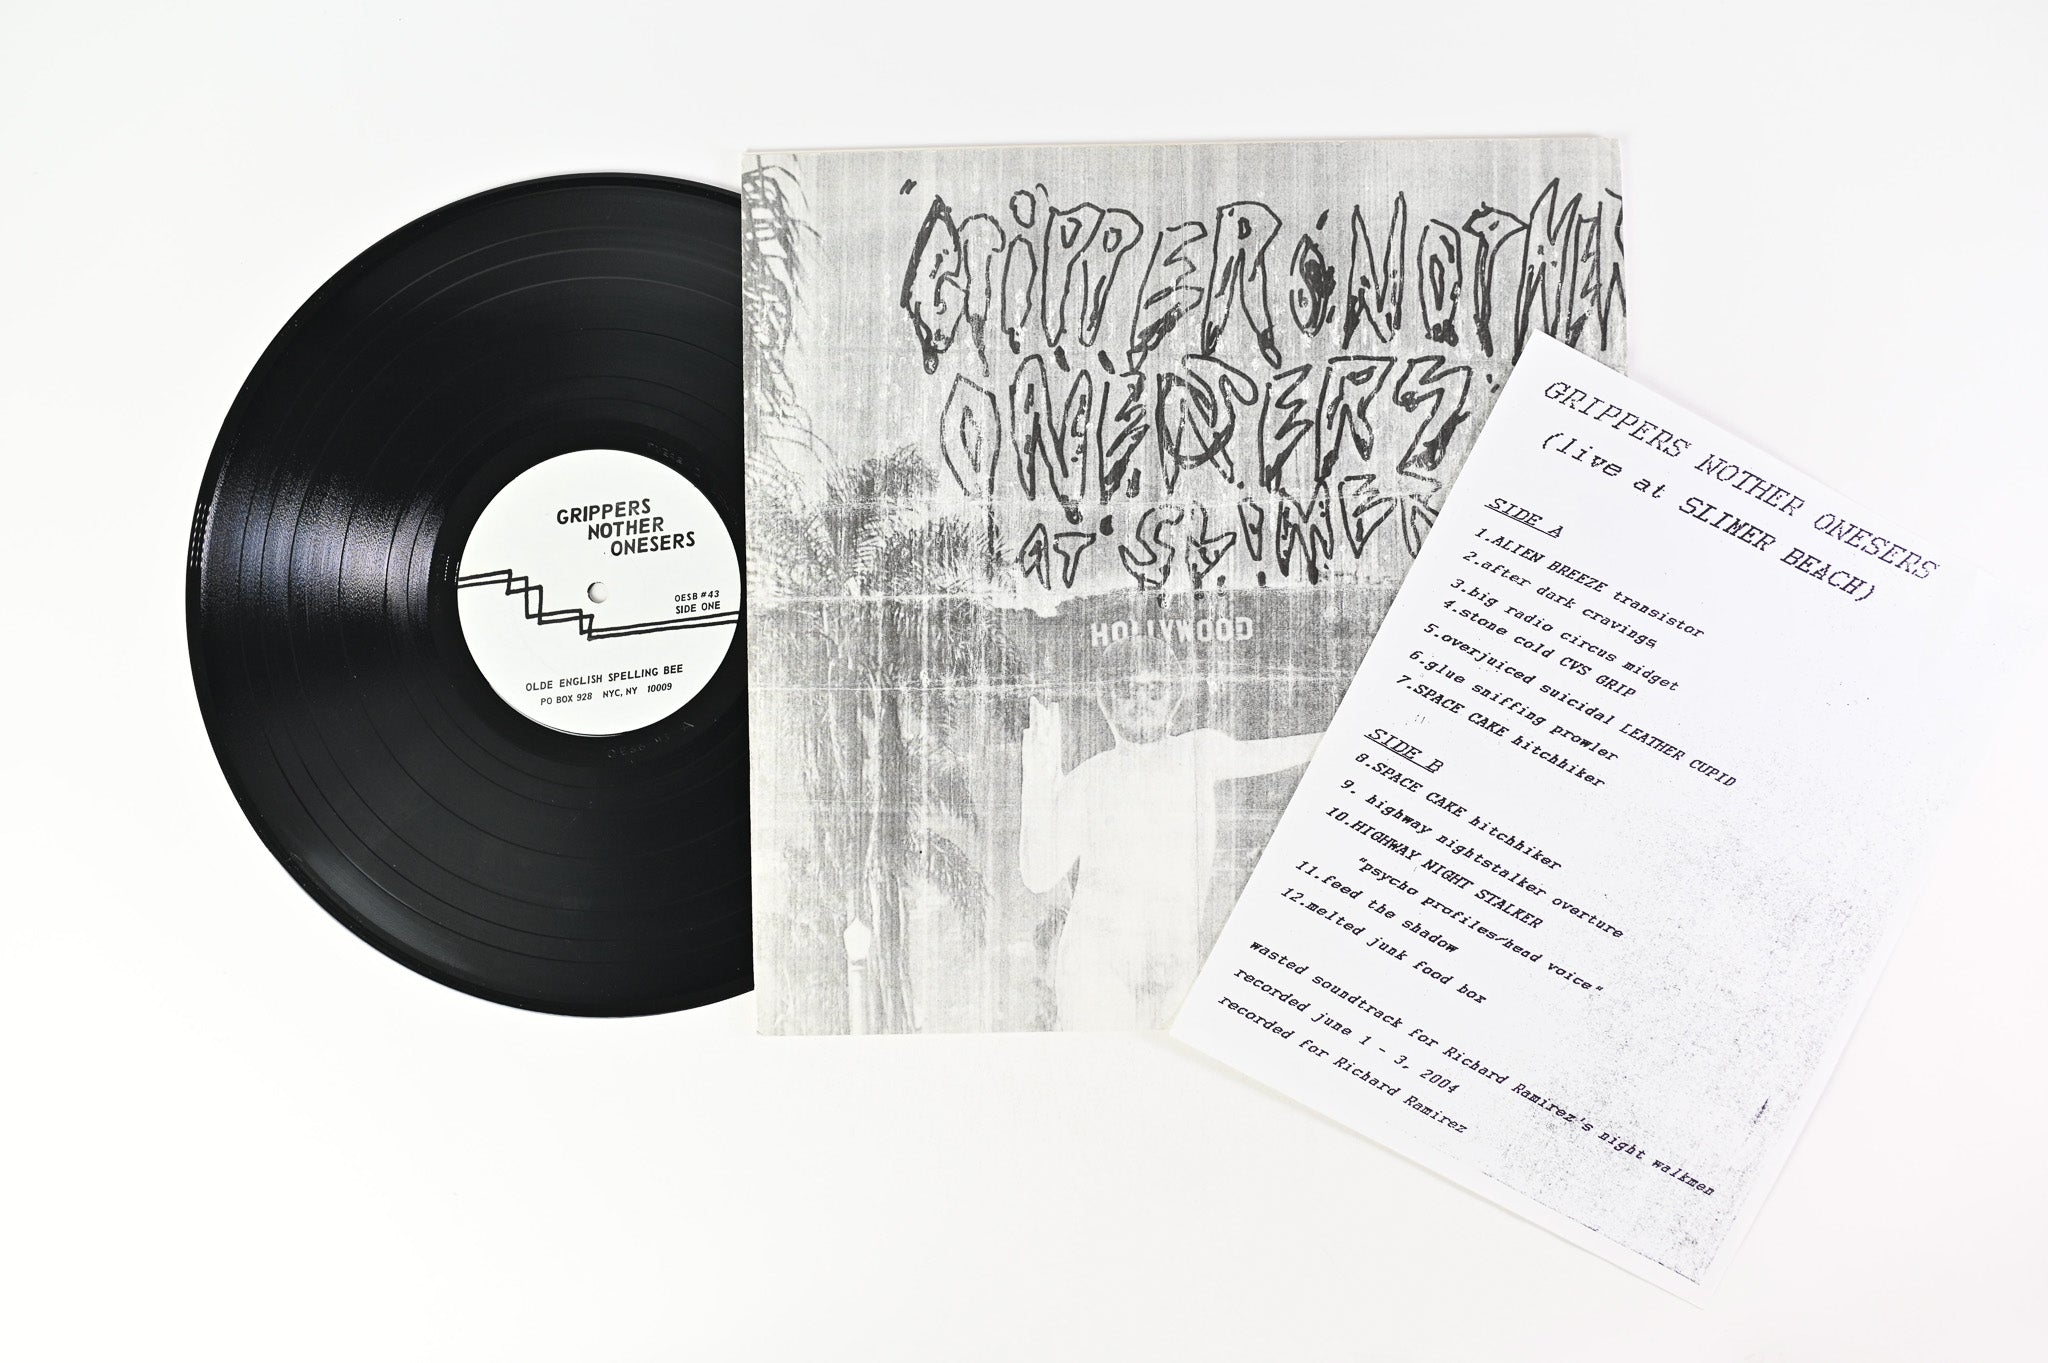 GRIPPERS
NOTHER
ONESERS
OESB #43
SIDE ONE
OLDE ENGLISH SPELLING BEE
PO BOX 928 NYC, NY 10009
"GRiPPERS NOTHER
ONESERS"
AT SLIMER
HOLLYWOOD
GRIPPERS NOTHER ONESERS
(live at SLIMER BEACH)
SIDE A
1.ALIEN BREEZE transistor
2.after dark cravings
3.big radio circus midget
4.stone cold CVS GRIP
5.overjuiced suicidal LEATHER CUPID
6.glue sniffing prowler
7.SPACE CAKE hitchhiker
SIDE B
8.SPACE CAKE hitchhiker
9. highway nightstalker overture
10.HIGHWAY NIGHT STALKER
"psycho profiles/head voice"
11.feed the shadow
12.melted junk food box
wasted soundtrack for Richard Ramirez's night walkmen
recorded june 1 - 3, 2004
recorded for Richard Ramirez